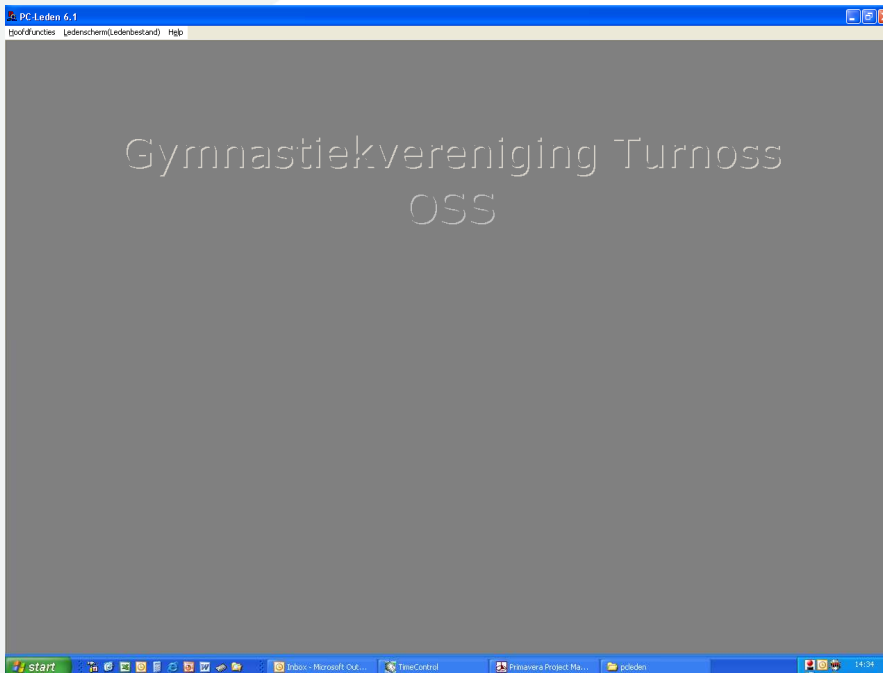 PC-Leden 6.1
Hoofdfuncties Ledenscherm(Ledenbestand) Help
Gymnastiekvereniging Turnoss
OSS
start Inbox - Microsoft Out... TimeControl Primavera Project Ma... pcleden 14:34